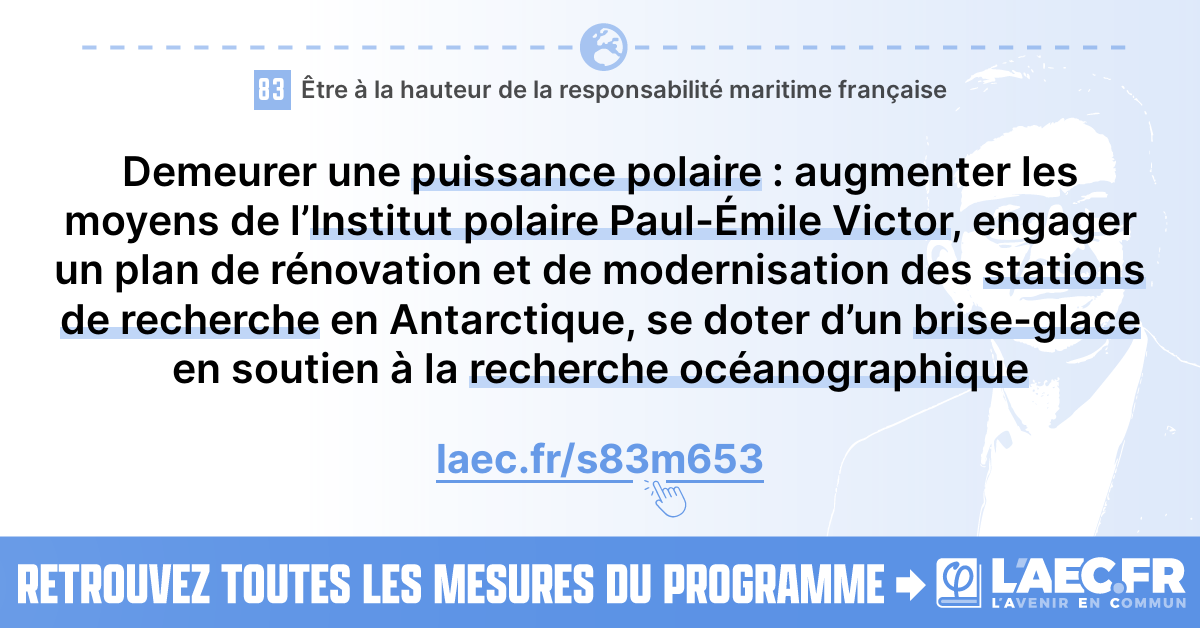 83 Être à la hauteur de la responsabilité maritime française
Demeurer une puissance polaire : augmenter les
moyens de l’Institut polaire Paul-Émile Victor, engager
un plan de rénovation et de modernisation des stations
de recherche en Antarctique, se doter d’un brise-glace
en soutien à la recherche océanographique
laec.fr/s83m653
RETROUVEZ TOUTES LES MESURES DU PROGRAMME
φ L'AEC.FR
L'AVENIR EN COMMUN